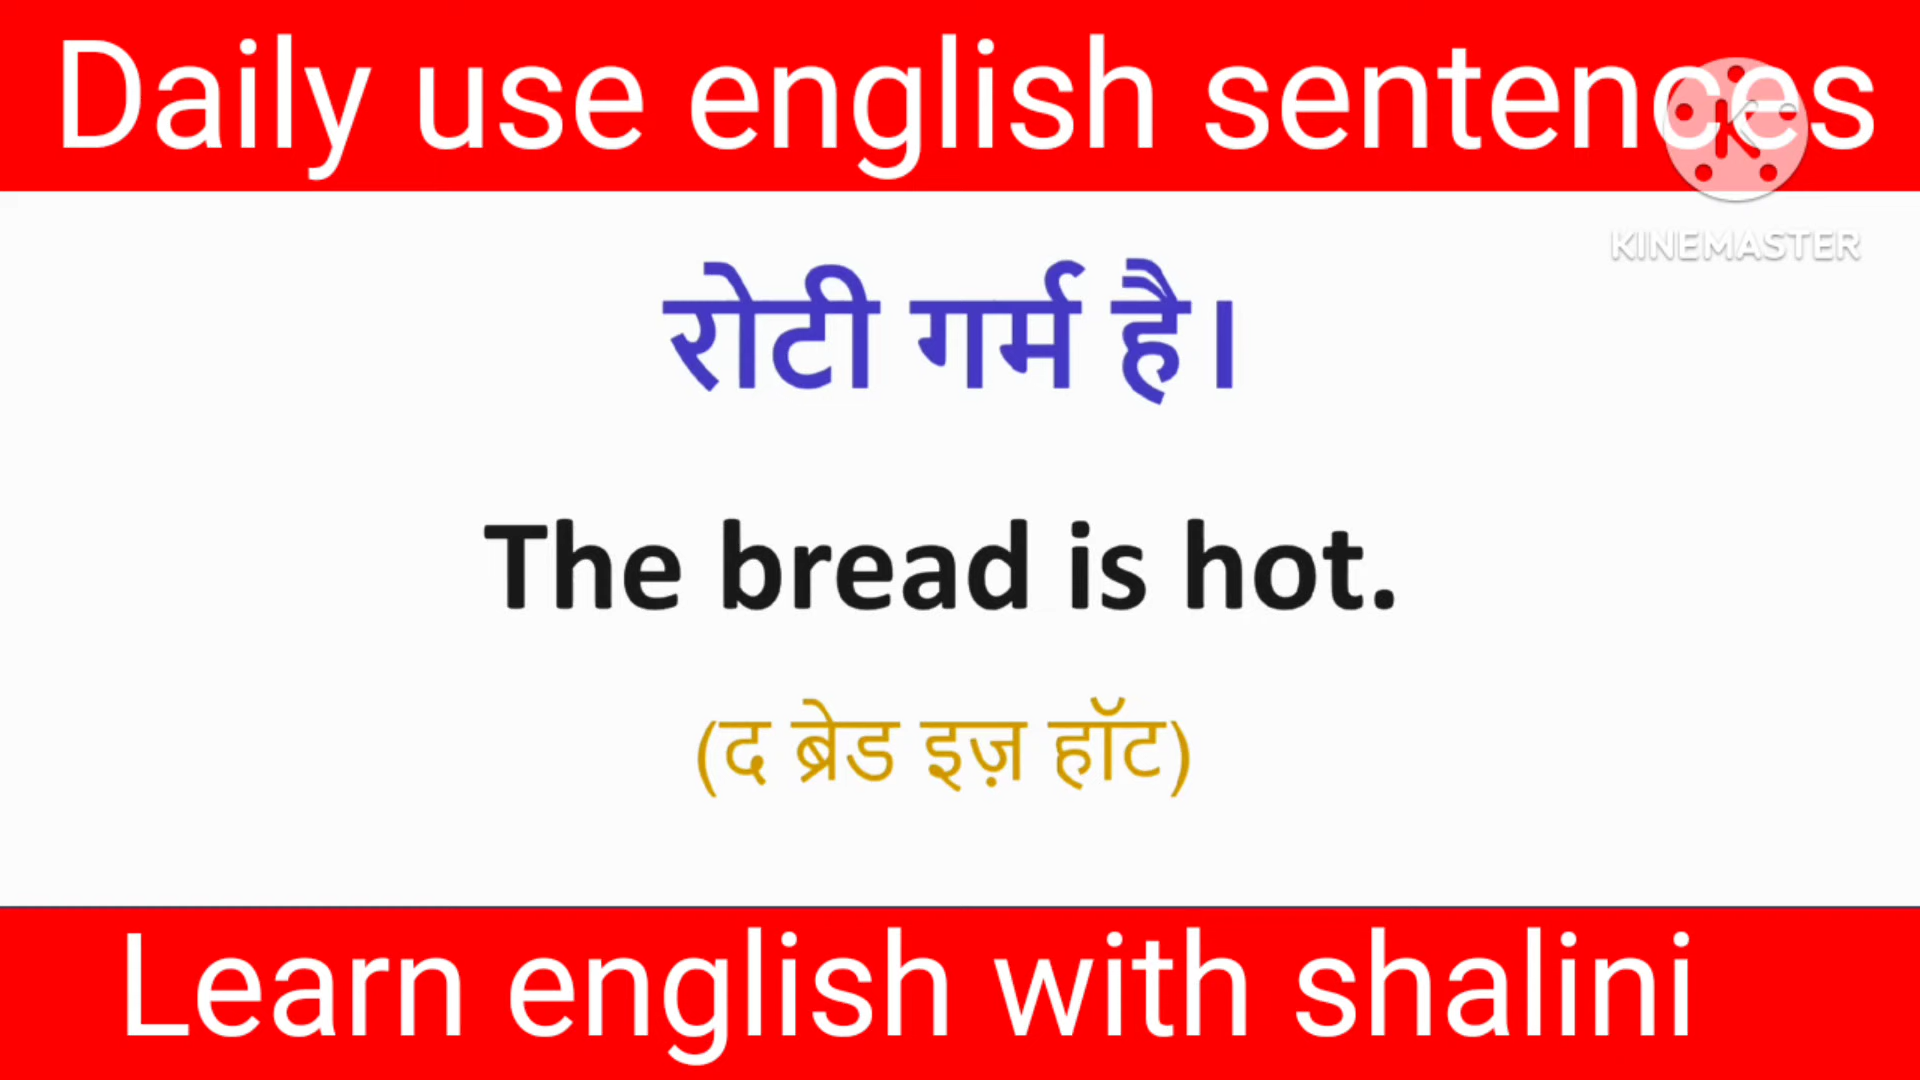 Daily use english sentences
KINEMASTER
रोटी गर्म है।
The bread is hot.
(द ब्रेड इज़ हॉट)
Learn english with shalini